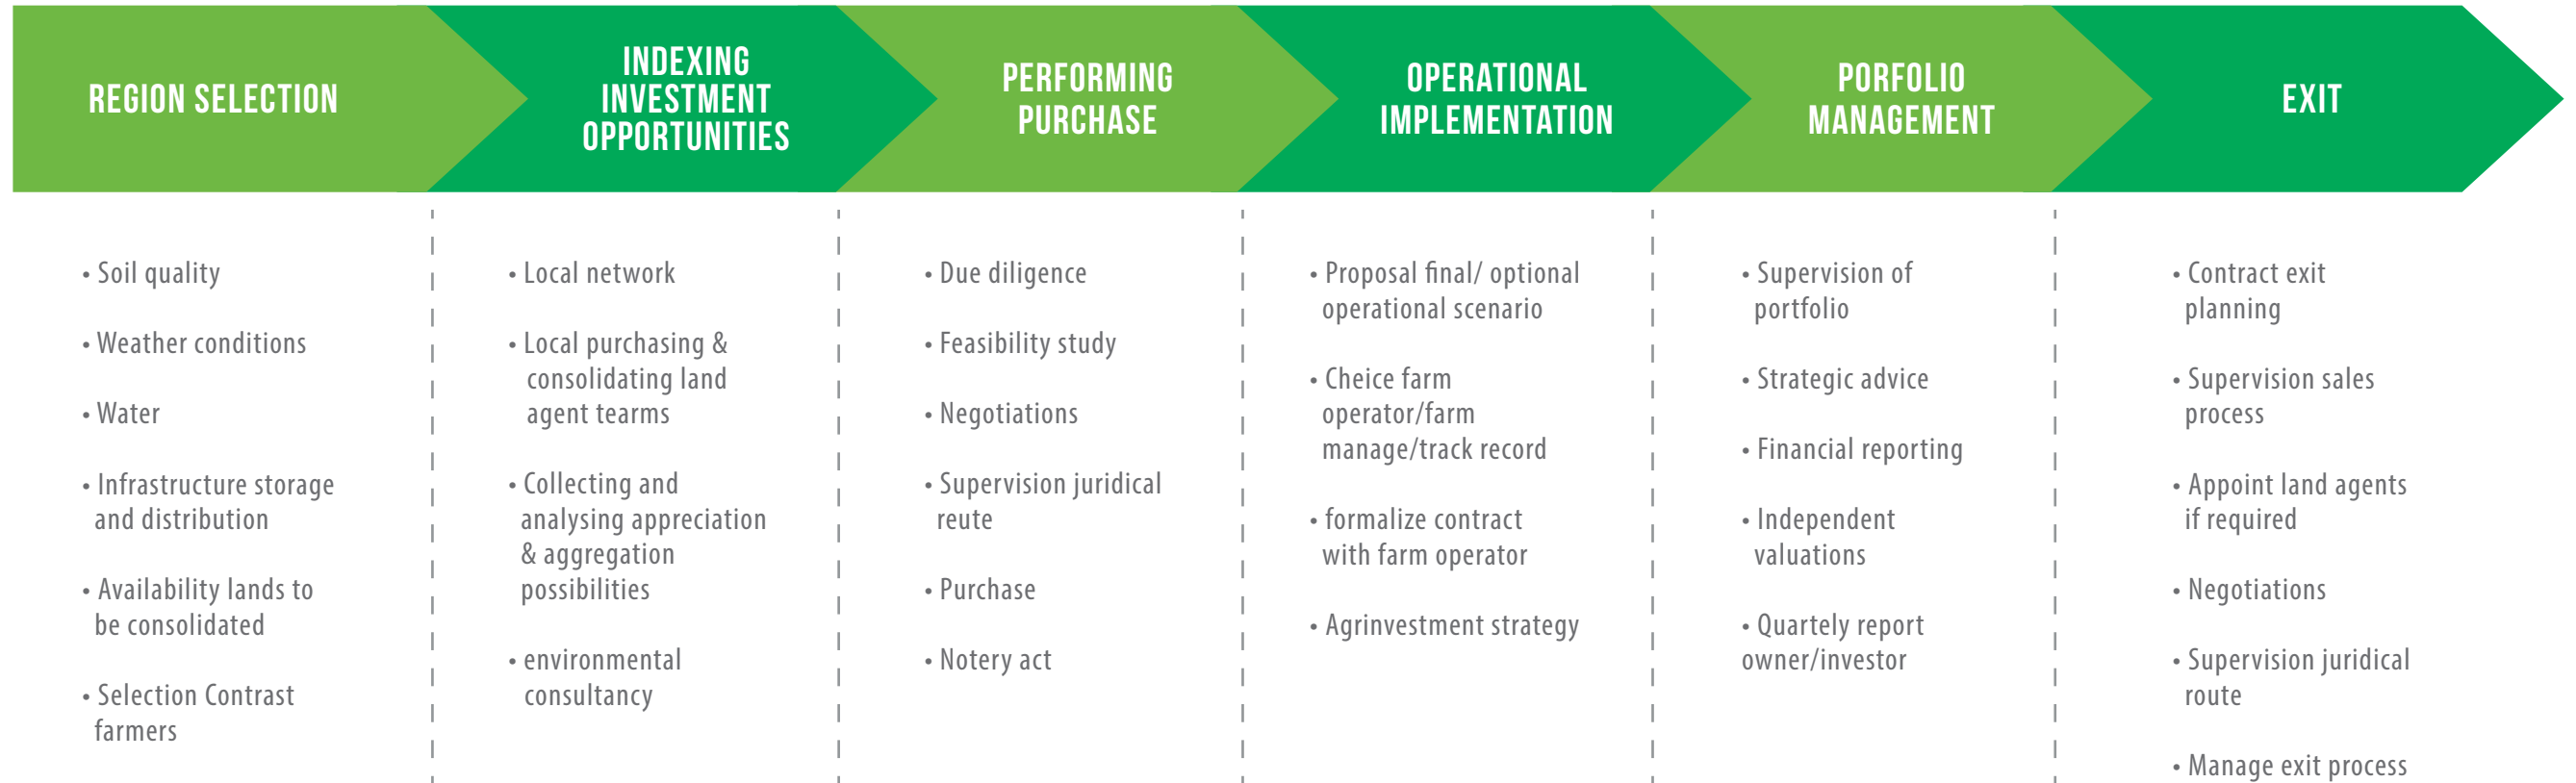 REGION SELECTION
INDEXING
INVESTMENT
OPPORTUNITIES
PERFORMING
PURCHASE
OPERATIONAL
IMPLEMENTATION
PORFOLIO
MANAGEMENT
EXIT
• Soil quality
• Weather conditions
• Water
• Infrastructure storage
and distribution
• Availability lands to
be consolidated
• Selection Contrast
farmers
• Local network
• Local purchasing &
consolidating land
agent tearms
• Collecting and
analysing appreciation
& aggregation
possibilities
• environmental
consultancy
• Due diligence
• Feasibility study
• Negotiations
• Supervision juridical
reute
• Purchase
• Notery act
• Proposal final/ optional
operational scenario
• Cheice farm
operator/farm
manage/track record
• formalize contract
with farm operator
• Agrinvestment strategy
• Supervision of
portfolio
• Strategic advice
• Financial reporting
• Independent
valuations
• Quartely report
owner/investor
• Contract exit
planning
• Supervision sales
process
• Appoint land agents
if required
• Negotiations
• Supervision juridical
route
• Manage exit process